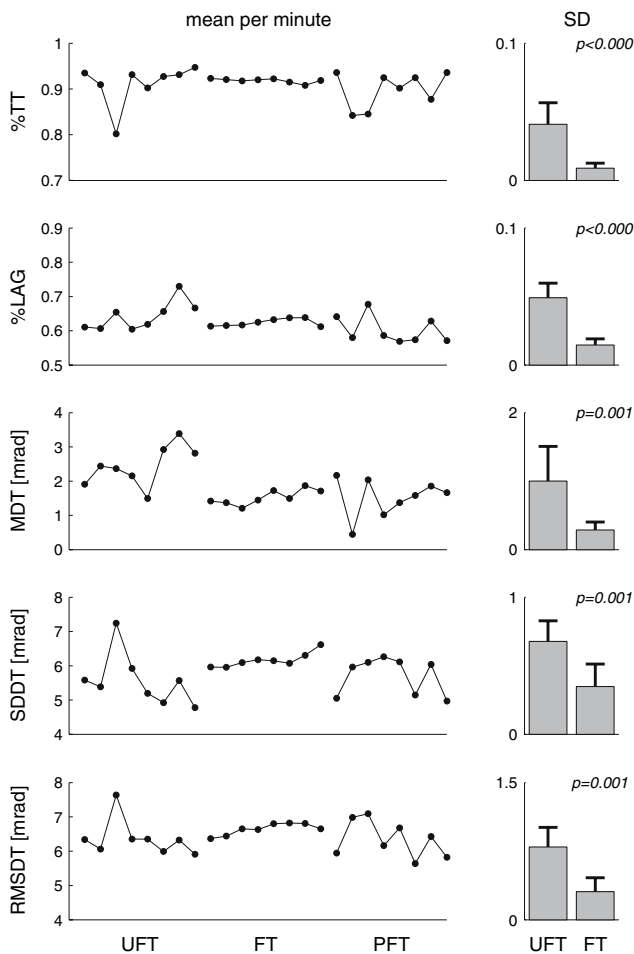 mean per minute
SD
%TT
1
0.9
0.8
0.7
0.1
0
p<0.000
%LAG
0.9
0.8
0.7
0.6
0.5
0.1
0
p<0.000
MDT [mrad]
4
3
2
1
0
2
0
p=0.001
SDDT [mrad]
8
7
6
5
4
1
0
p=0.001
RMSDT [mrad]
8
7
6
5
4
1.5
0
p=0.001
UFT FT PFT
UFT FT